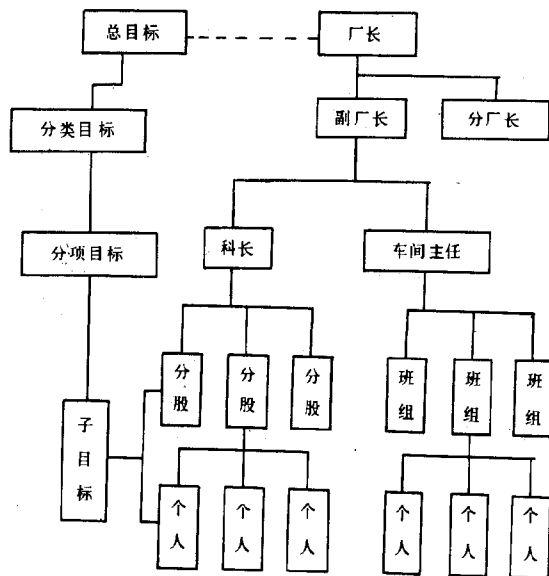 总目标
厂长
分类目标
副厂长
分厂长
分项目标
科长
车间主任
分股
分股
分股
班组
班组
班组
子目标
个人
个人
个人
个人
个人
个人